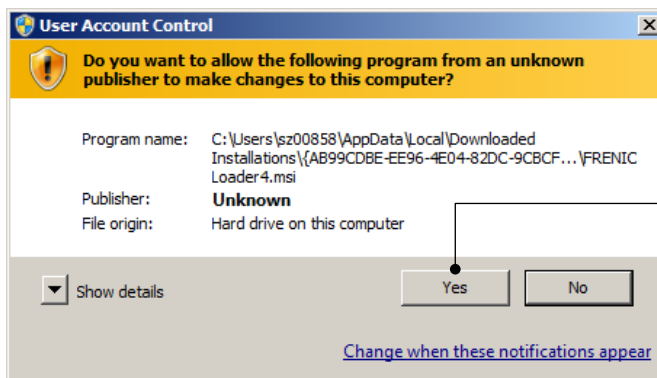 User Account Control
Do you want to allow the following program from an unknown
publisher to make changes to this computer?
Program name: C:\Users\sz00858\AppData\Local\Downloaded
Installations\{AB99CDBE-EE96-4E04-82DC-9CBCF...\FRENIC
Loader4.msi
Publisher: Unknown
File origin: Hard drive on this computer
Show details Yes No
Change when these notifications appear